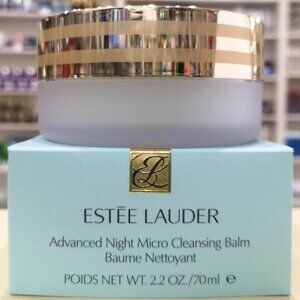 EL
ESTĒE LAUDER
Advanced Night Micro Cleansing Balm
Baume Nettoyant
POIDS NET WT. 2.2 OZ./70ml ℮